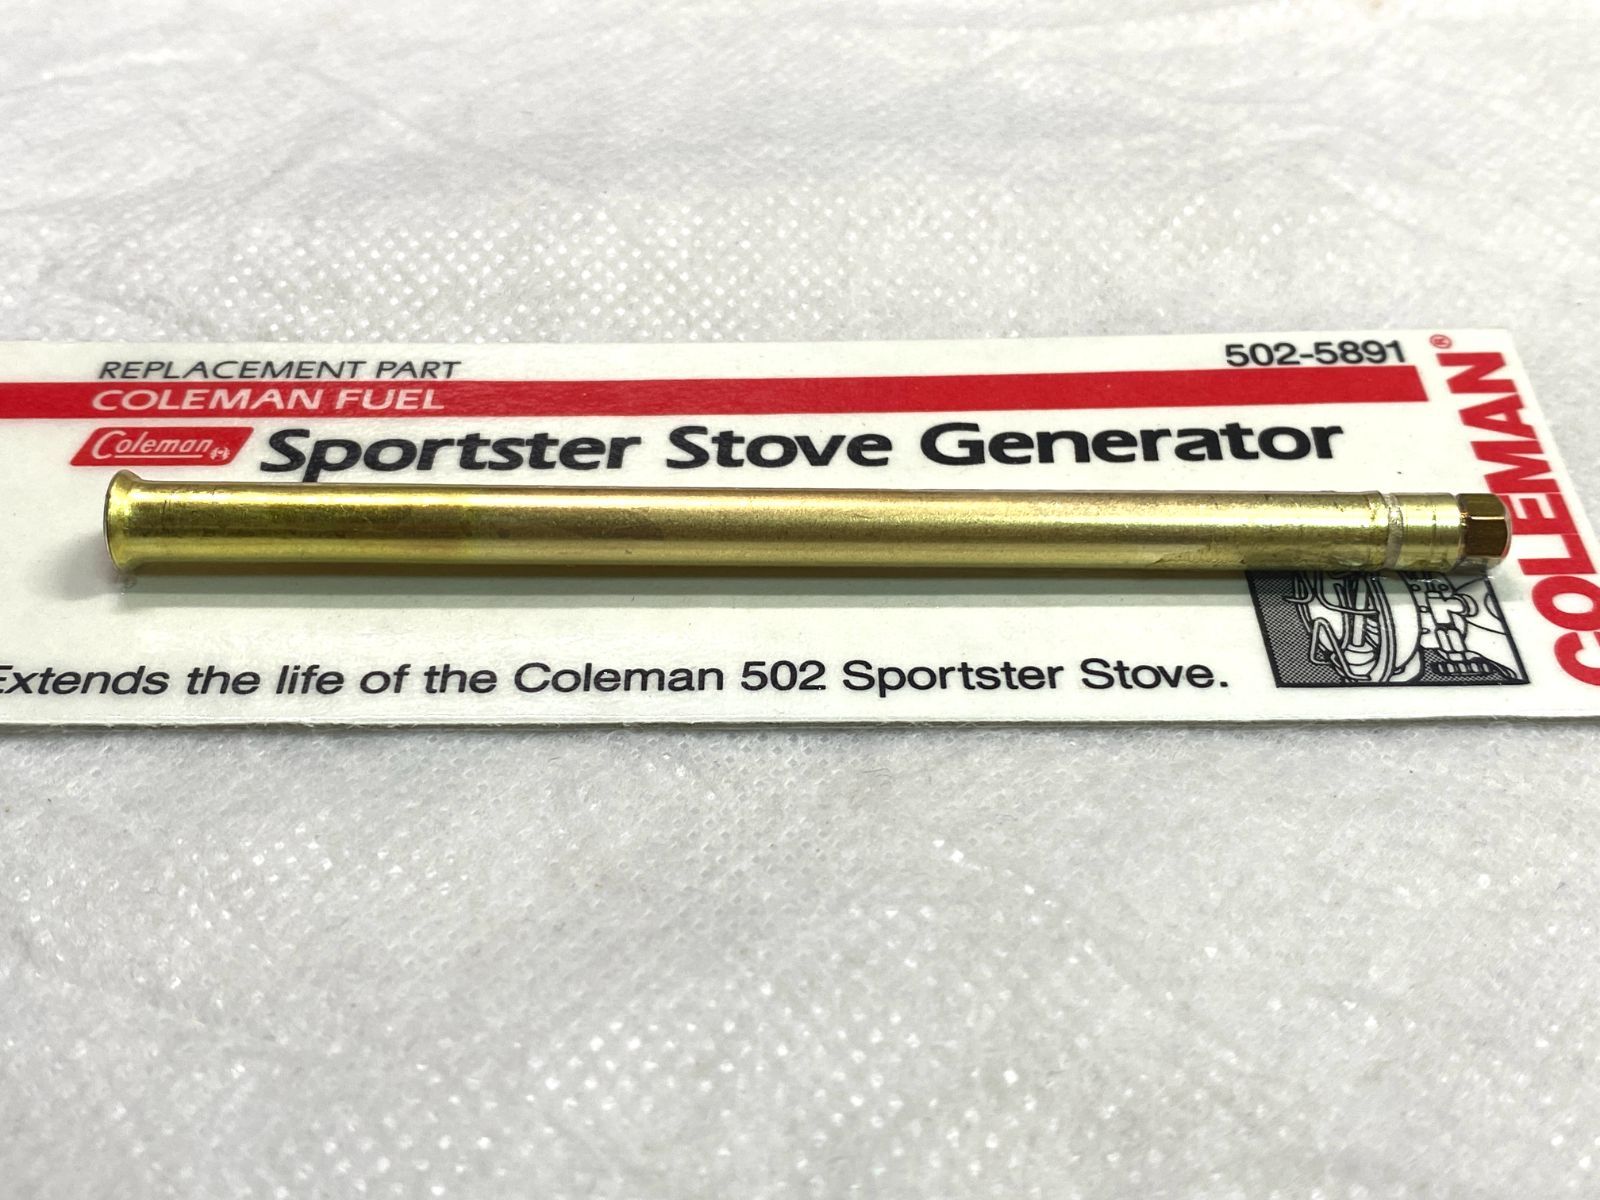 REPLACEMENT PART
502-5891
COLEMAN FUEL
Coleman
Sportster Stove Generator
Extends the life of the Coleman 502 Sportster Stove.
COLEMAN®